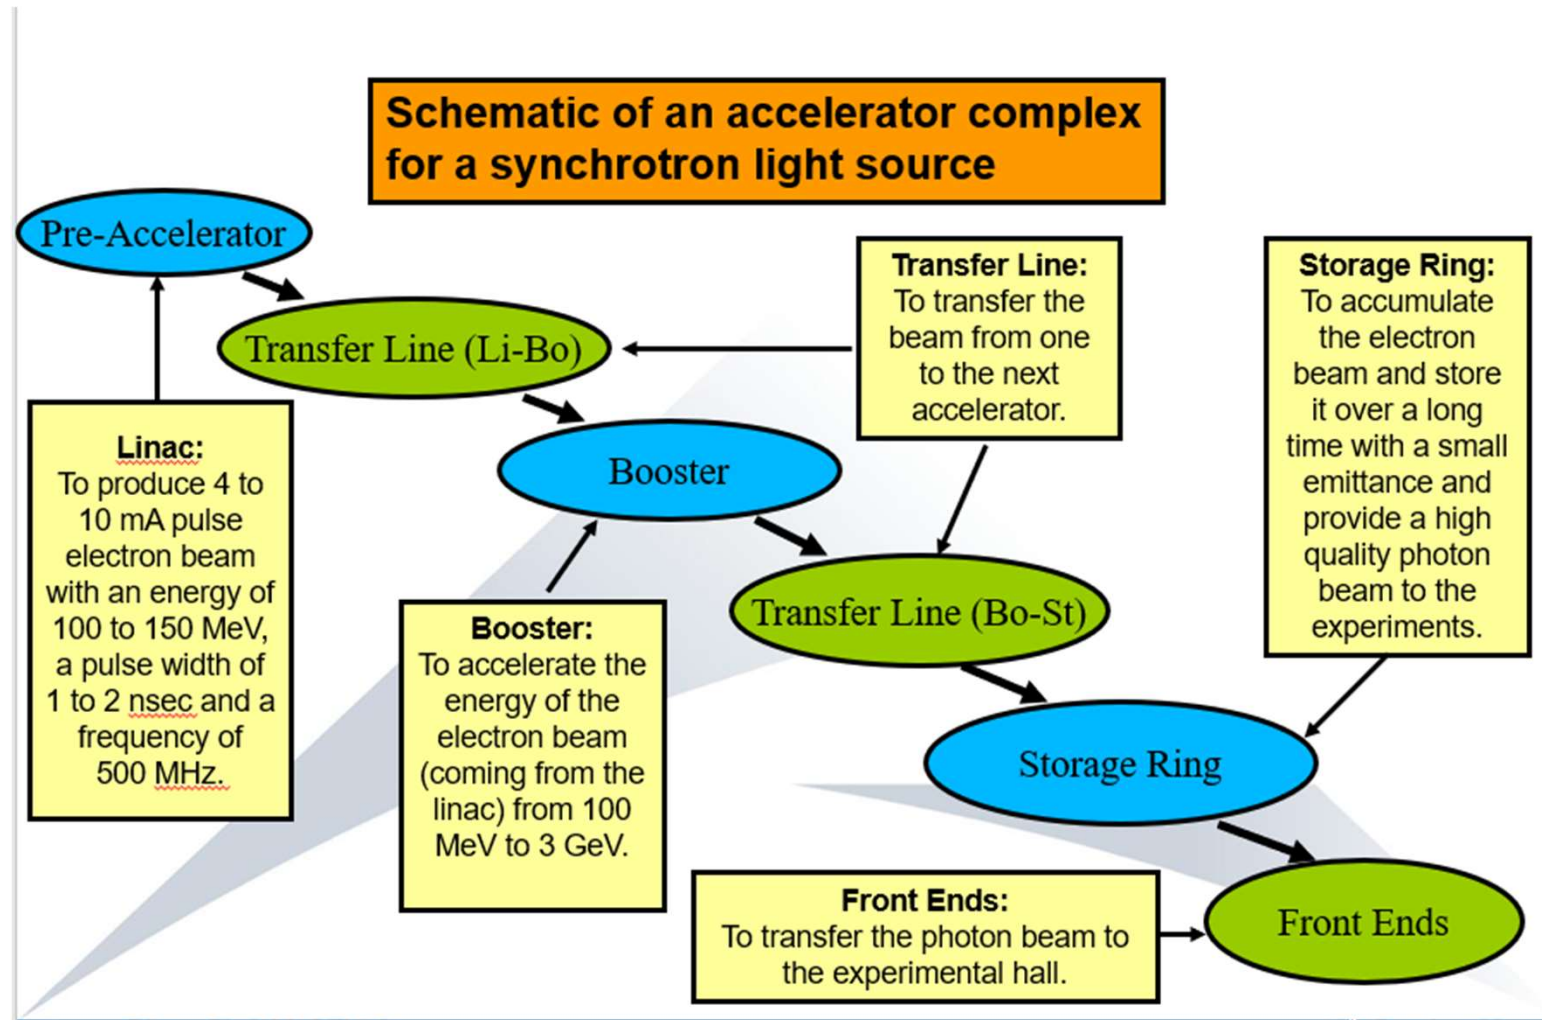 Schematic of an accelerator complex
for a synchrotron light source
Pre-Accelerator
Transfer Line (Li-Bo)
Booster
Transfer Line (Bo-St)
Storage Ring
Front Ends
Linac:
To produce 4 to
10 mA pulse
electron beam
with an energy of
100 to 150 MeV,
a pulse width of
1 to 2 nsec and a
frequency of
500 MHz.
Booster:
To accelerate the
energy of the
electron beam
(coming from the
linac) from 100
MeV to 3 GeV.
Transfer Line:
To transfer the
beam from one
to the next
accelerator.
Storage Ring:
To accumulate
the electron
beam and store
it over a long
time with a small
emittance and
provide a high
quality photon
beam to the
experiments.
Front Ends:
To transfer the photon beam to
the experimental hall.